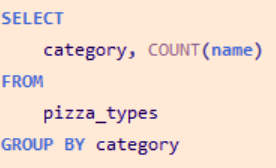 SELECT
    category, COUNT(name)
FROM
    pizza_types
GROUP BY category